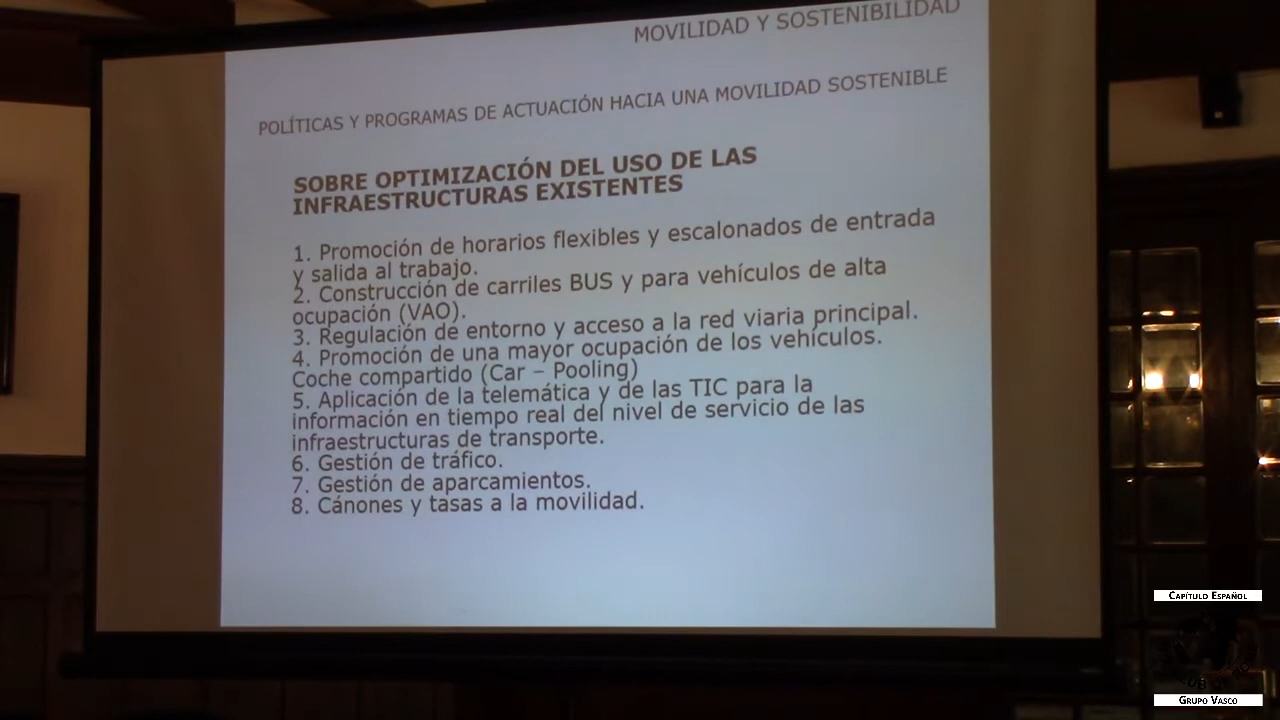 MOVILIDAD Y SOSTENIBILIDAD
POLÍTICAS Y PROGRAMAS DE ACTUACIÓN HACIA UNA MOVILIDAD SOSTENIBLE
SOBRE OPTIMIZACIÓN DEL USO DE LAS
INFRAESTRUCTURAS EXISTENTES
1. Promoción de horarios flexibles y escalonados de entrada
y salida al trabajo.
2. Construcción de carriles BUS y para vehículos de alta
ocupación (VAO).
3. Regulación de entorno y acceso a la red viaria principal.
4. Promoción de una mayor ocupación de los vehículos.
Coche compartido (Car – Pooling)
5. Aplicación de la telemática y de las TIC para la
información en tiempo real del nivel de servicio de las
infraestructuras de transporte.
6. Gestión de tráfico.
7. Gestión de aparcamientos.
8. Cánones y tasas a la movilidad.
CAPÍTULO ESPAÑOL
GRUPO VASCO